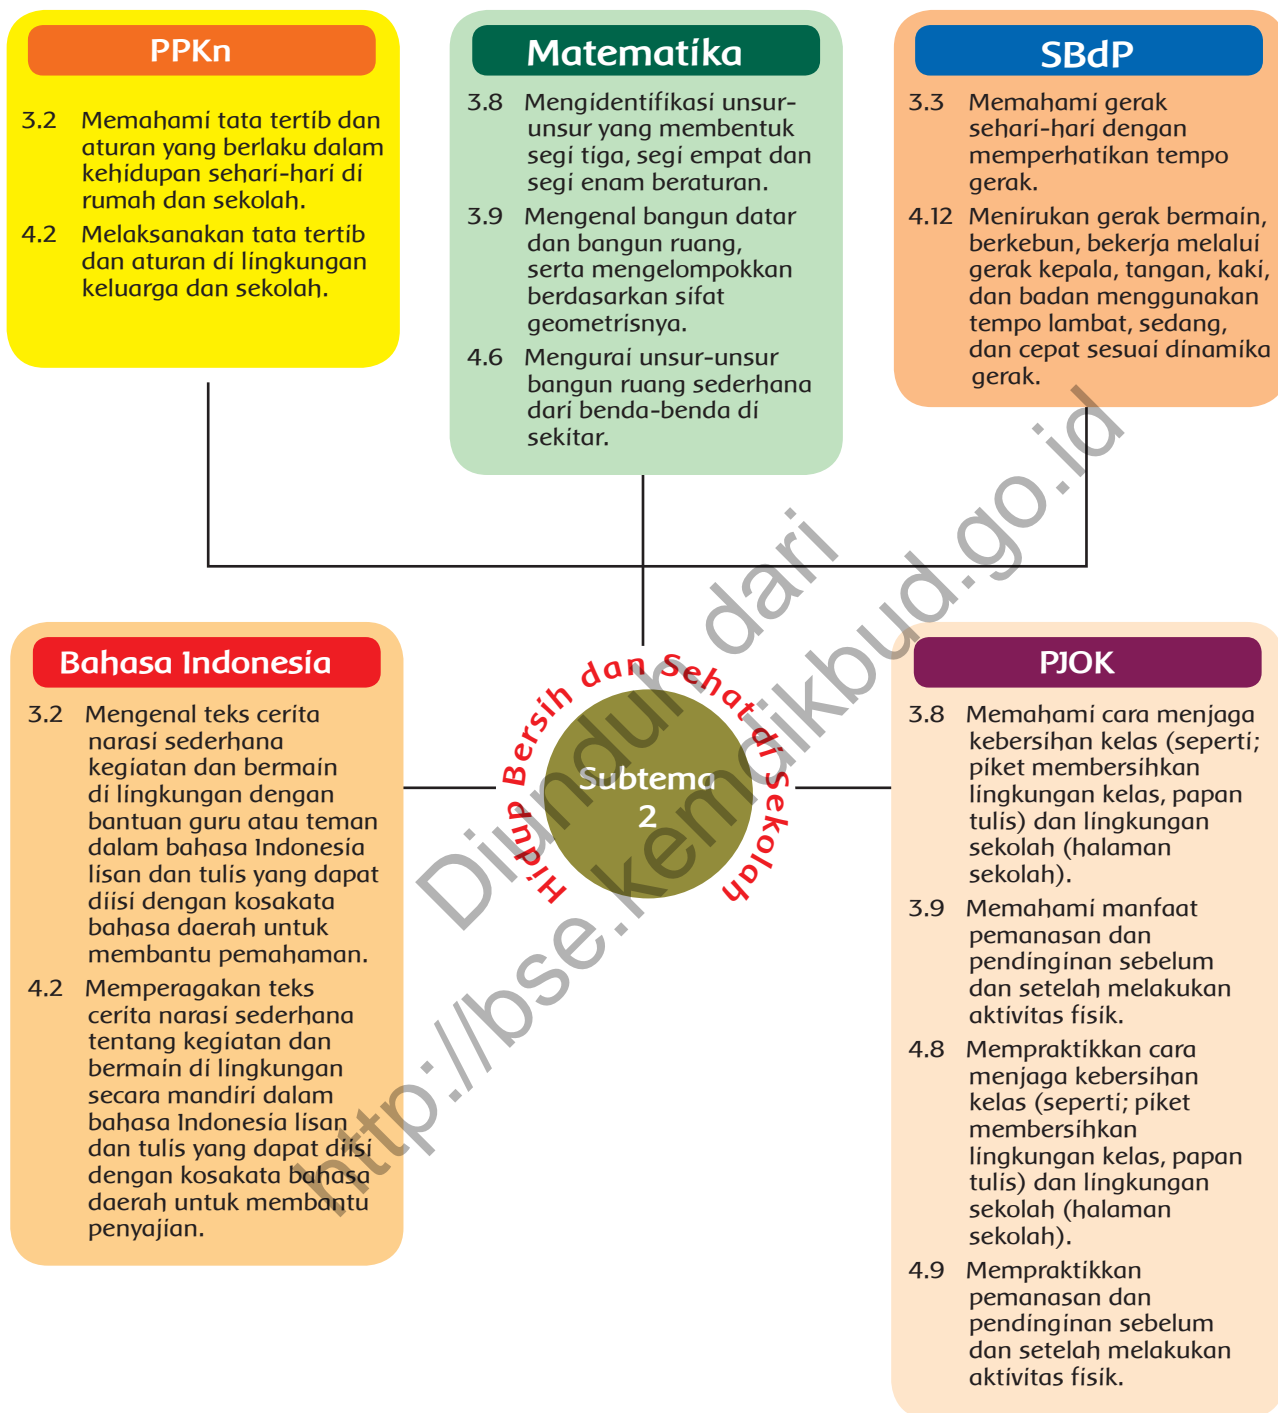 PPKn
3.2 Memahami tata tertib dan
aturan yang berlaku dalam
kehidupan sehari-hari di
rumah dan sekolah.
4.2 Melaksanakan tata tertib
dan aturan di lingkungan
keluarga dan sekolah.
Matematika
3.8 Mengidentifikasi unsur-
unsur yang membentuk
segi tiga, segi empat dan
segi enam beraturan.
3.9 Mengenal bangun datar
dan bangun ruang,
serta mengelompokkan
berdasarkan sifat
geometrisnya.
4.6 Mengurai unsur-unsur
bangun ruang sederhana
dari benda-benda di
sekitar.
SBdP
3.3 Memahami gerak
sehari-hari dengan
memperhatikan tempo
gerak.
4.12 Menirukan gerak bermain,
berkebun, bekerja melalui
gerak kepala, tangan, kaki,
dan badan menggunakan
tempo lambat, sedang,
dan cepat sesuai dinamika
gerak.
Bahasa Indonesia
3.2 Mengenal teks cerita
narasi sederhana
kegiatan dan bermain
di lingkungan dengan
bantuan guru atau teman
dalam bahasa Indonesia
lisan dan tulis yang dapat
diisi dengan kosakata
bahasa daerah untuk
membantu pemahaman.
4.2 Memperagakan teks
cerita narasi sederhana
tentang kegiatan dan
bermain di lingkungan
secara mandiri dalam
bahasa Indonesia lisan
dan tulis yang dapat diisi
dengan kosakata bahasa
daerah untuk membantu
penyajian.
Hidup Bersih dan Sehat di Sekolah
Subtema
2
PJOK
3.8 Memahami cara menjaga
kebersihan kelas (seperti;
piket membersihkan
lingkungan kelas, papan
tulis) dan lingkungan
sekolah (halaman
sekolah).
3.9 Memahami manfaat
pemanasan dan
pendinginan sebelum
dan setelah melakukan
aktivitas fisik.
4.8 Mempraktikkan cara
menjaga kebersihan
kelas (seperti; piket
membersihkan
lingkungan kelas, papan
tulis) dan lingkungan
sekolah (halaman
sekolah).
4.9 Mempraktikkan
pemanasan dan
pendinginan sebelum
dan setelah melakukan
aktivitas fisik.
Diunduh dari
http://bse.kemdikbud.go.id